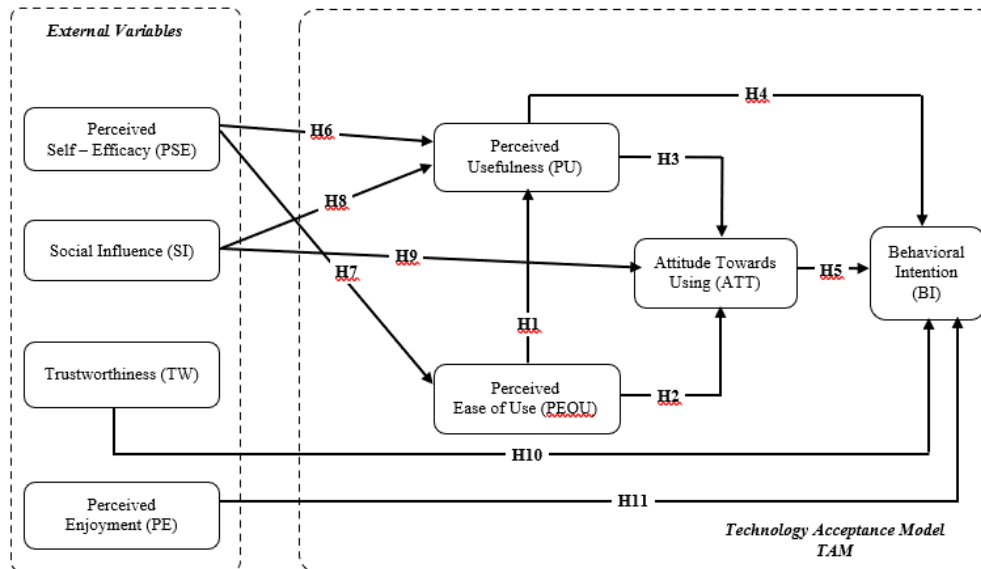 External Variables
Perceived
Self – Efficacy (PSE)
Social Influence (SI)
Trustworthiness (TW)
Perceived
Enjoyment (PE)
H6
H8
H7
H9
H10
H11
Perceived
Usefulness (PU)
H1
Perceived
Ease of Use (PEOU)
H4
H3
H2
Attitude Towards
Using (ATT)
H5
Behavioral
Intention
(BI)
Technology Acceptance Model
TAM